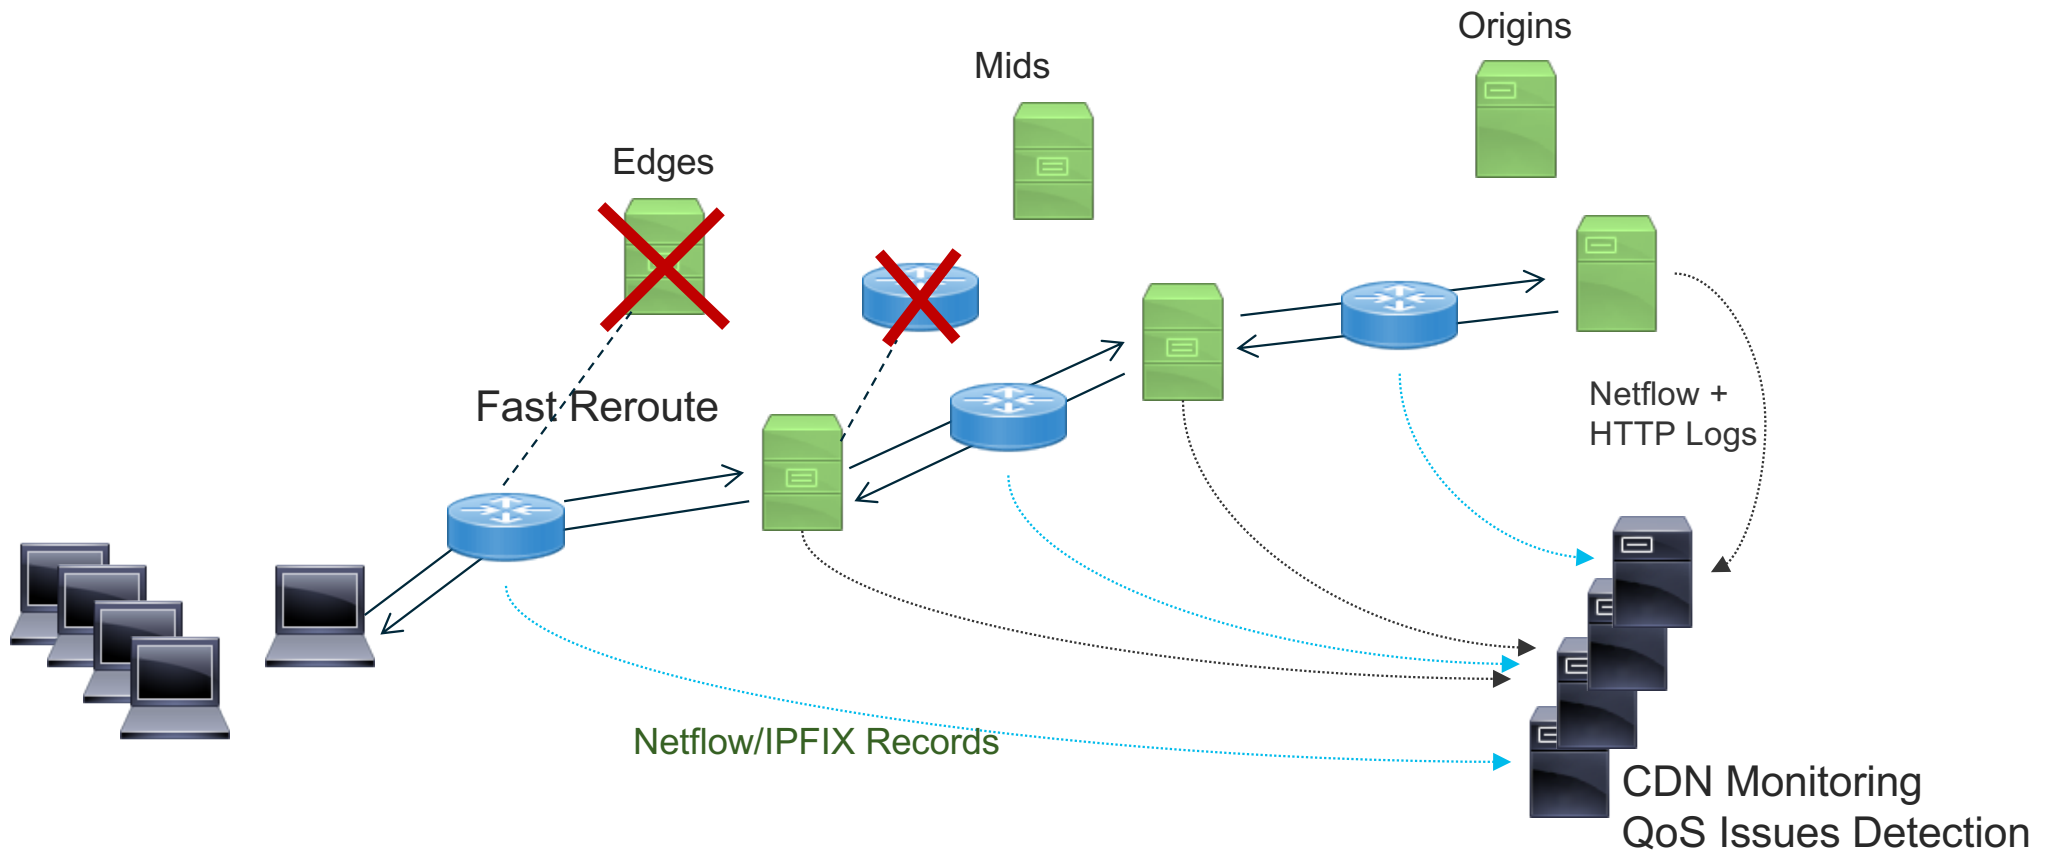 Origins
Mids
Edges
Fast Reroute
Netflow +
HTTP Logs
Netflow/IPFIX Records
CDN Monitoring
QoS Issues Detection